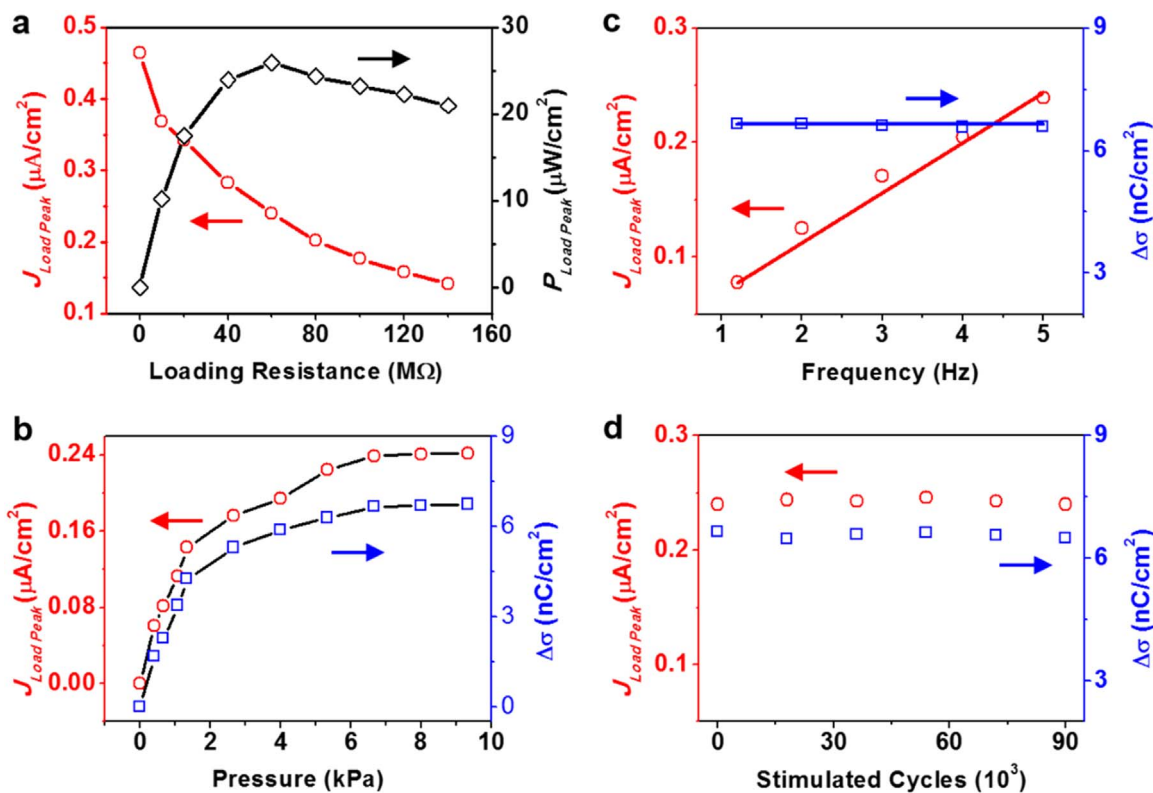 a
0.5
0.4
0.3
0.2
0.1
J Load Peak (μA/cm²)
30
20
10
0
P Load Peak (μW/cm²)
0 40 80 120 160
Loading Resistance (MΩ)
c
0.3
0.2
0.1
J Load Peak (μA/cm²)
9
6
3
Δσ (nC/cm²)
1 2 3 4 5
Frequency (Hz)
b
0.24
0.16
0.08
0.00
J Load Peak (μA/cm²)
9
6
3
0
Δσ (nC/cm²)
0 2 4 6 8 10
Pressure (kPa)
d
0.3
0.2
0.1
J Load Peak (μA/cm²)
9
6
3
Δσ (nC/cm²)
0 30 60 90
Stimulated Cycles (10³)